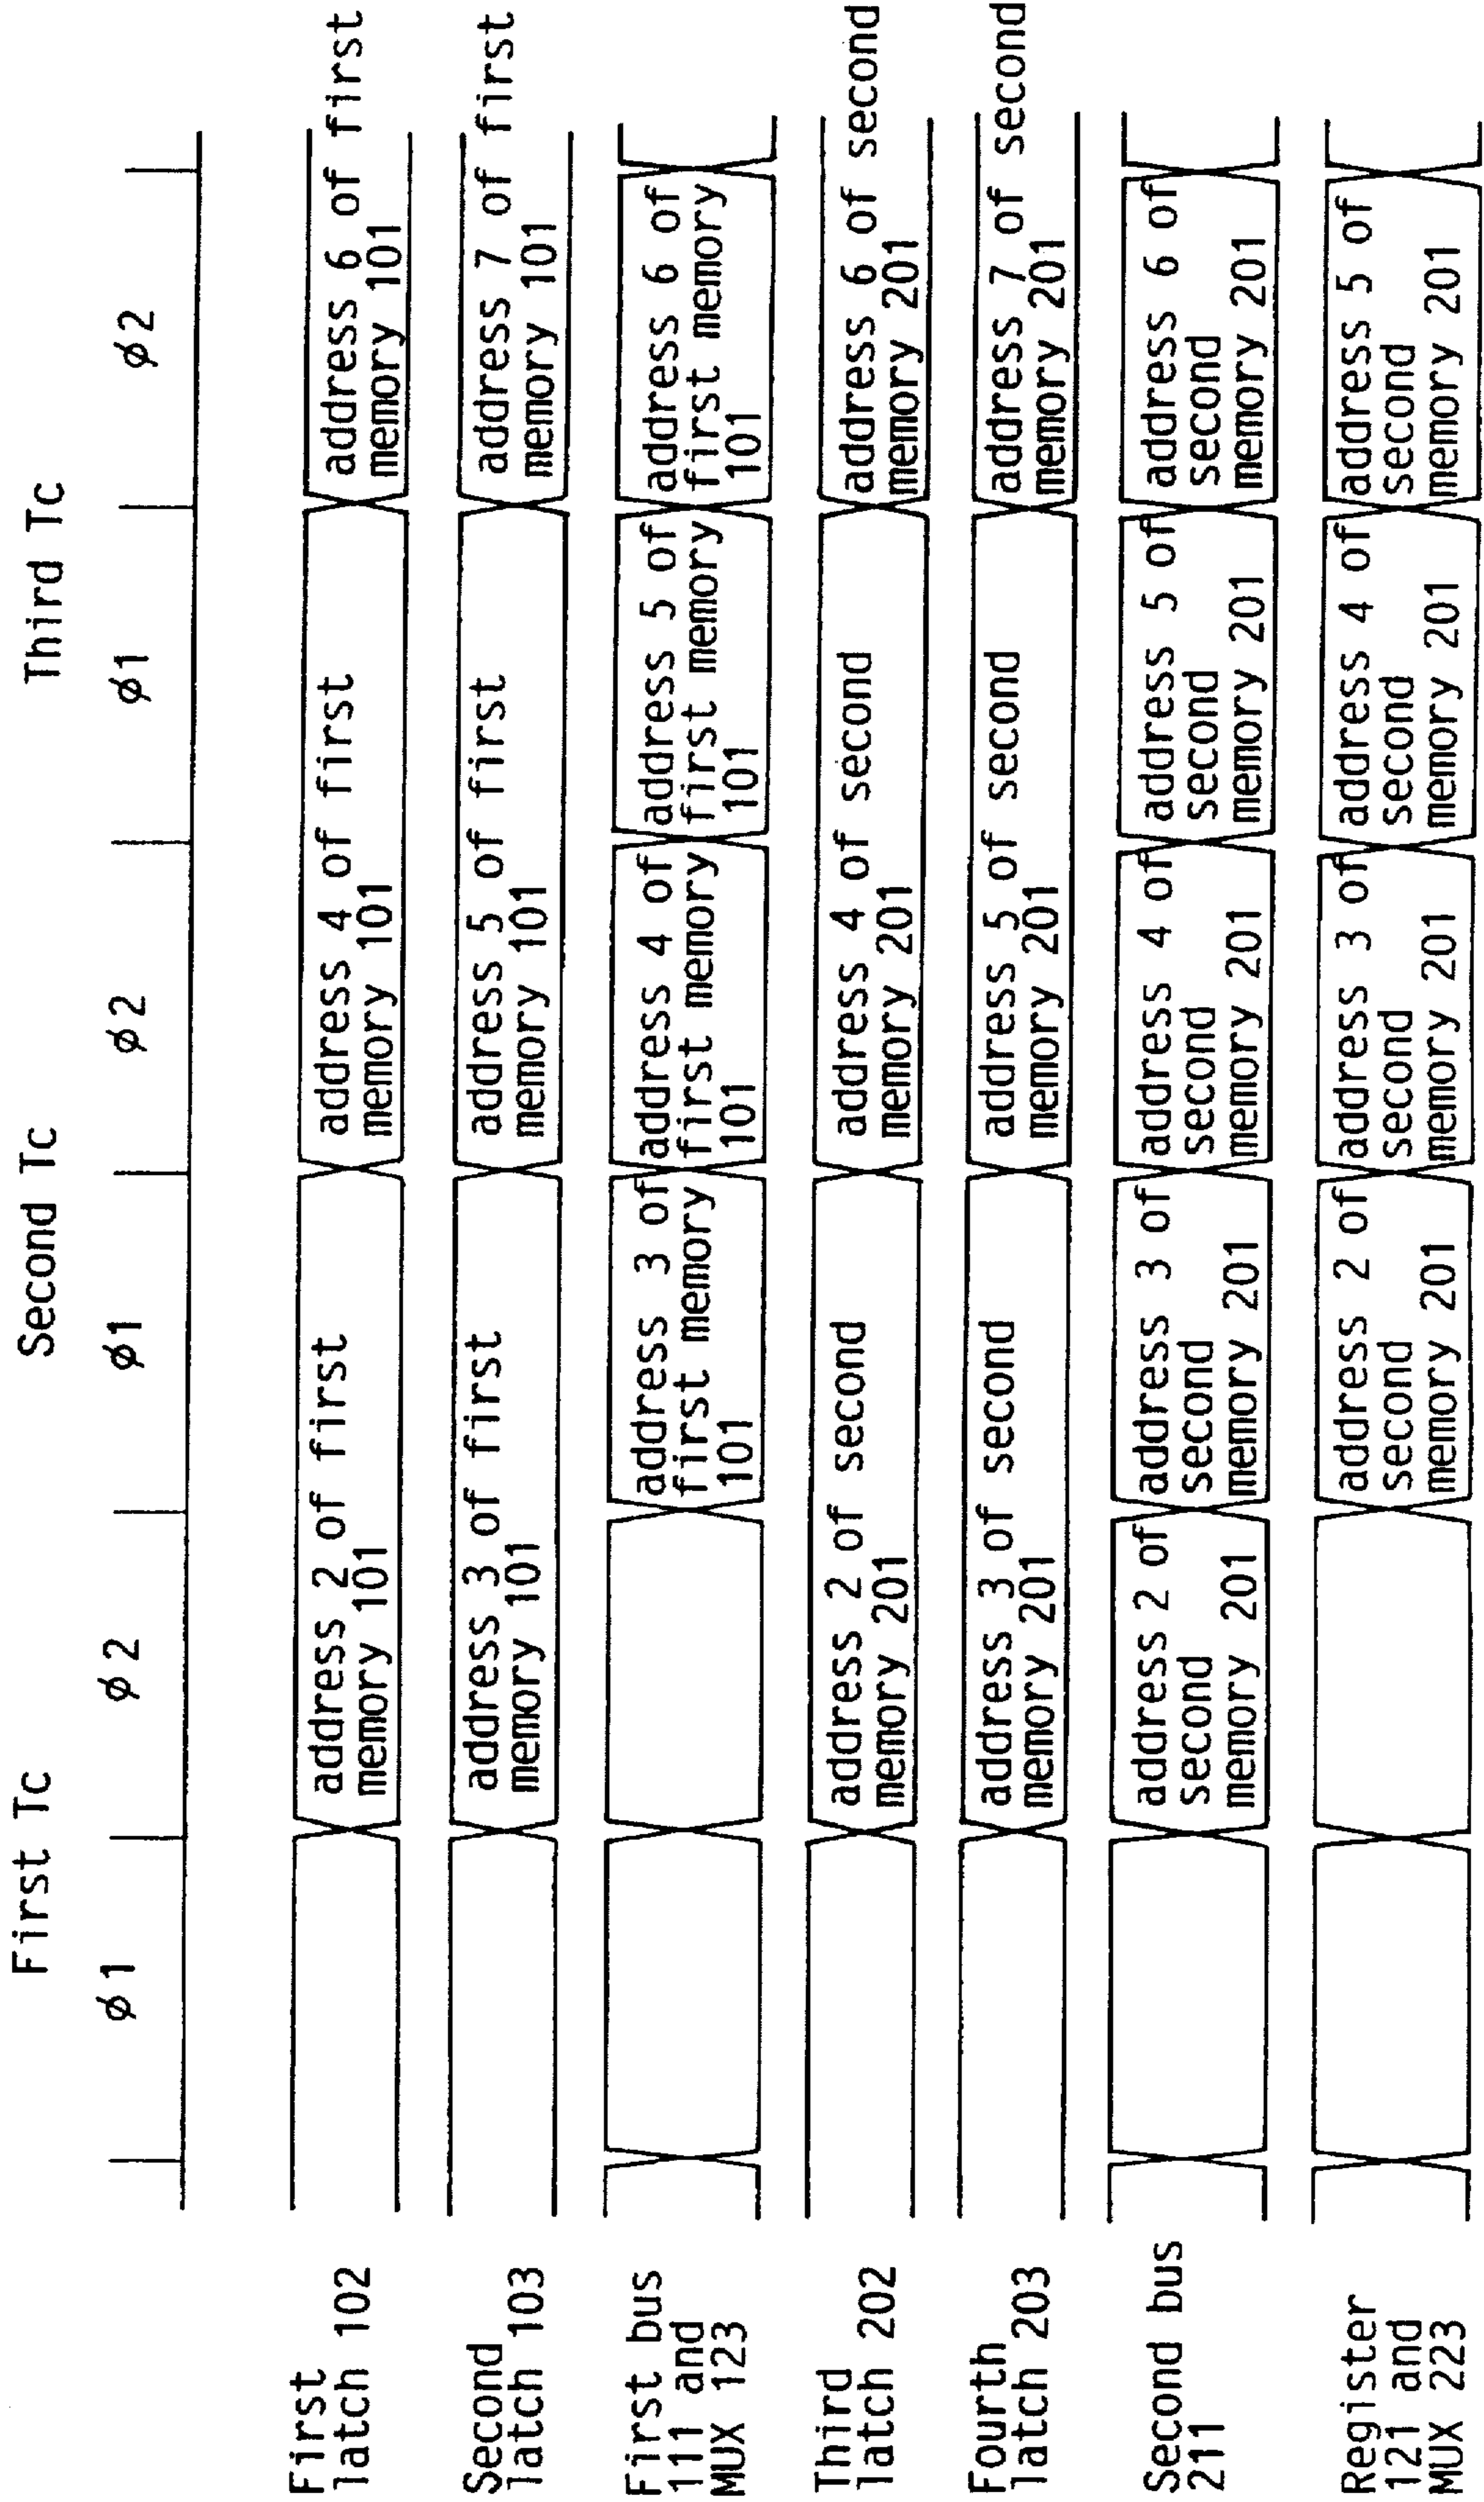 First Tc
Second Tc
Third Tc
ø1
ø2
ø1
ø2
ø1
ø2
First
latch 102
address 2 of first
memory 101
address 4 of first
memory 101
address 6 of first
memory 101
Second
latch 103
address 3 of first
memory 101
address 5 of first
memory 101
address 7 of first
memory 101
First bus
111 and
MUX 123
address 3 of
first memory
101
address 4 of
first memory
101
address 5 of
first memory
101
address 6 of
first memory
101
Third
latch 202
address 2 of second
memory 201
address 4 of second
memory 201
address 6 of second
memory 201
Fourth
latch 203
address 3 of second
memory 201
address 5 of second
memory 201
address 7 of second
memory 201
Second bus
211
address 2 of
second
memory 201
address 3 of
second
memory 201
address 4 of
second
memory 201
address 5 of
second
memory 201
address 6 of
second
memory 201
Register
121 and
MUX 223
address 2 of
second
memory 201
address 3 of
second
memory 201
address 4 of
second
memory 201
address 5 of
second
memory 201